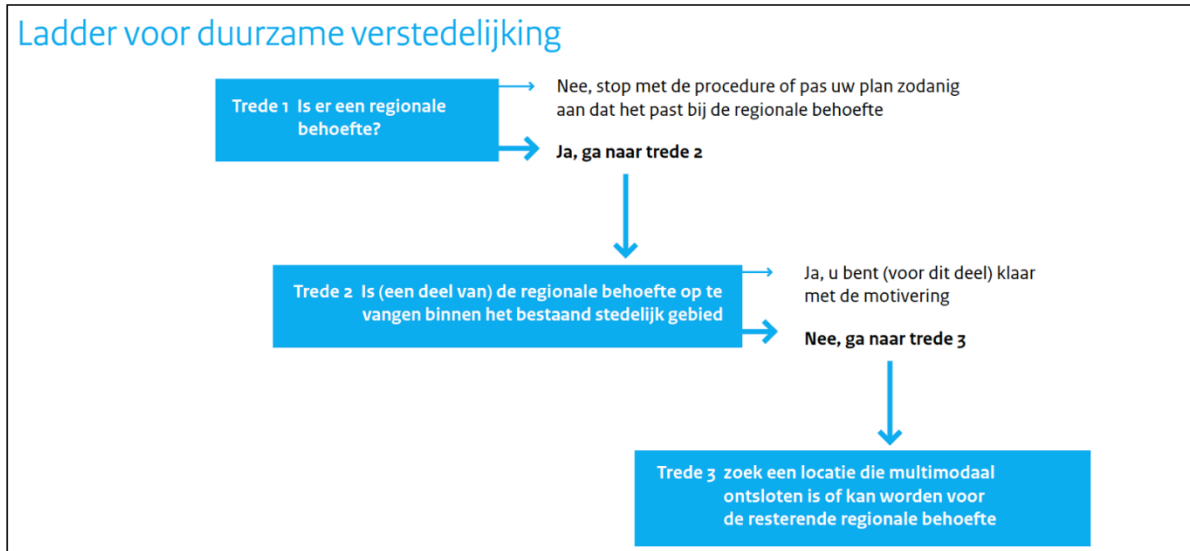 Ladder voor duurzame verstedelijking
Trede 1 Is er een regionale
behoefte?
Nee, stop met de procedure of pas uw plan zodanig
aan dat het past bij de regionale behoefte
Ja, ga naar trede 2
Trede 2 Is (een deel van) de regionale behoefte op te
vangen binnen het bestaand stedelijk gebied
Ja, u bent (voor dit deel) klaar
met de motivering
Nee, ga naar trede 3
Trede 3 zoek een locatie die multimodaal
ontsloten is of kan worden voor
de resterende regionale behoefte